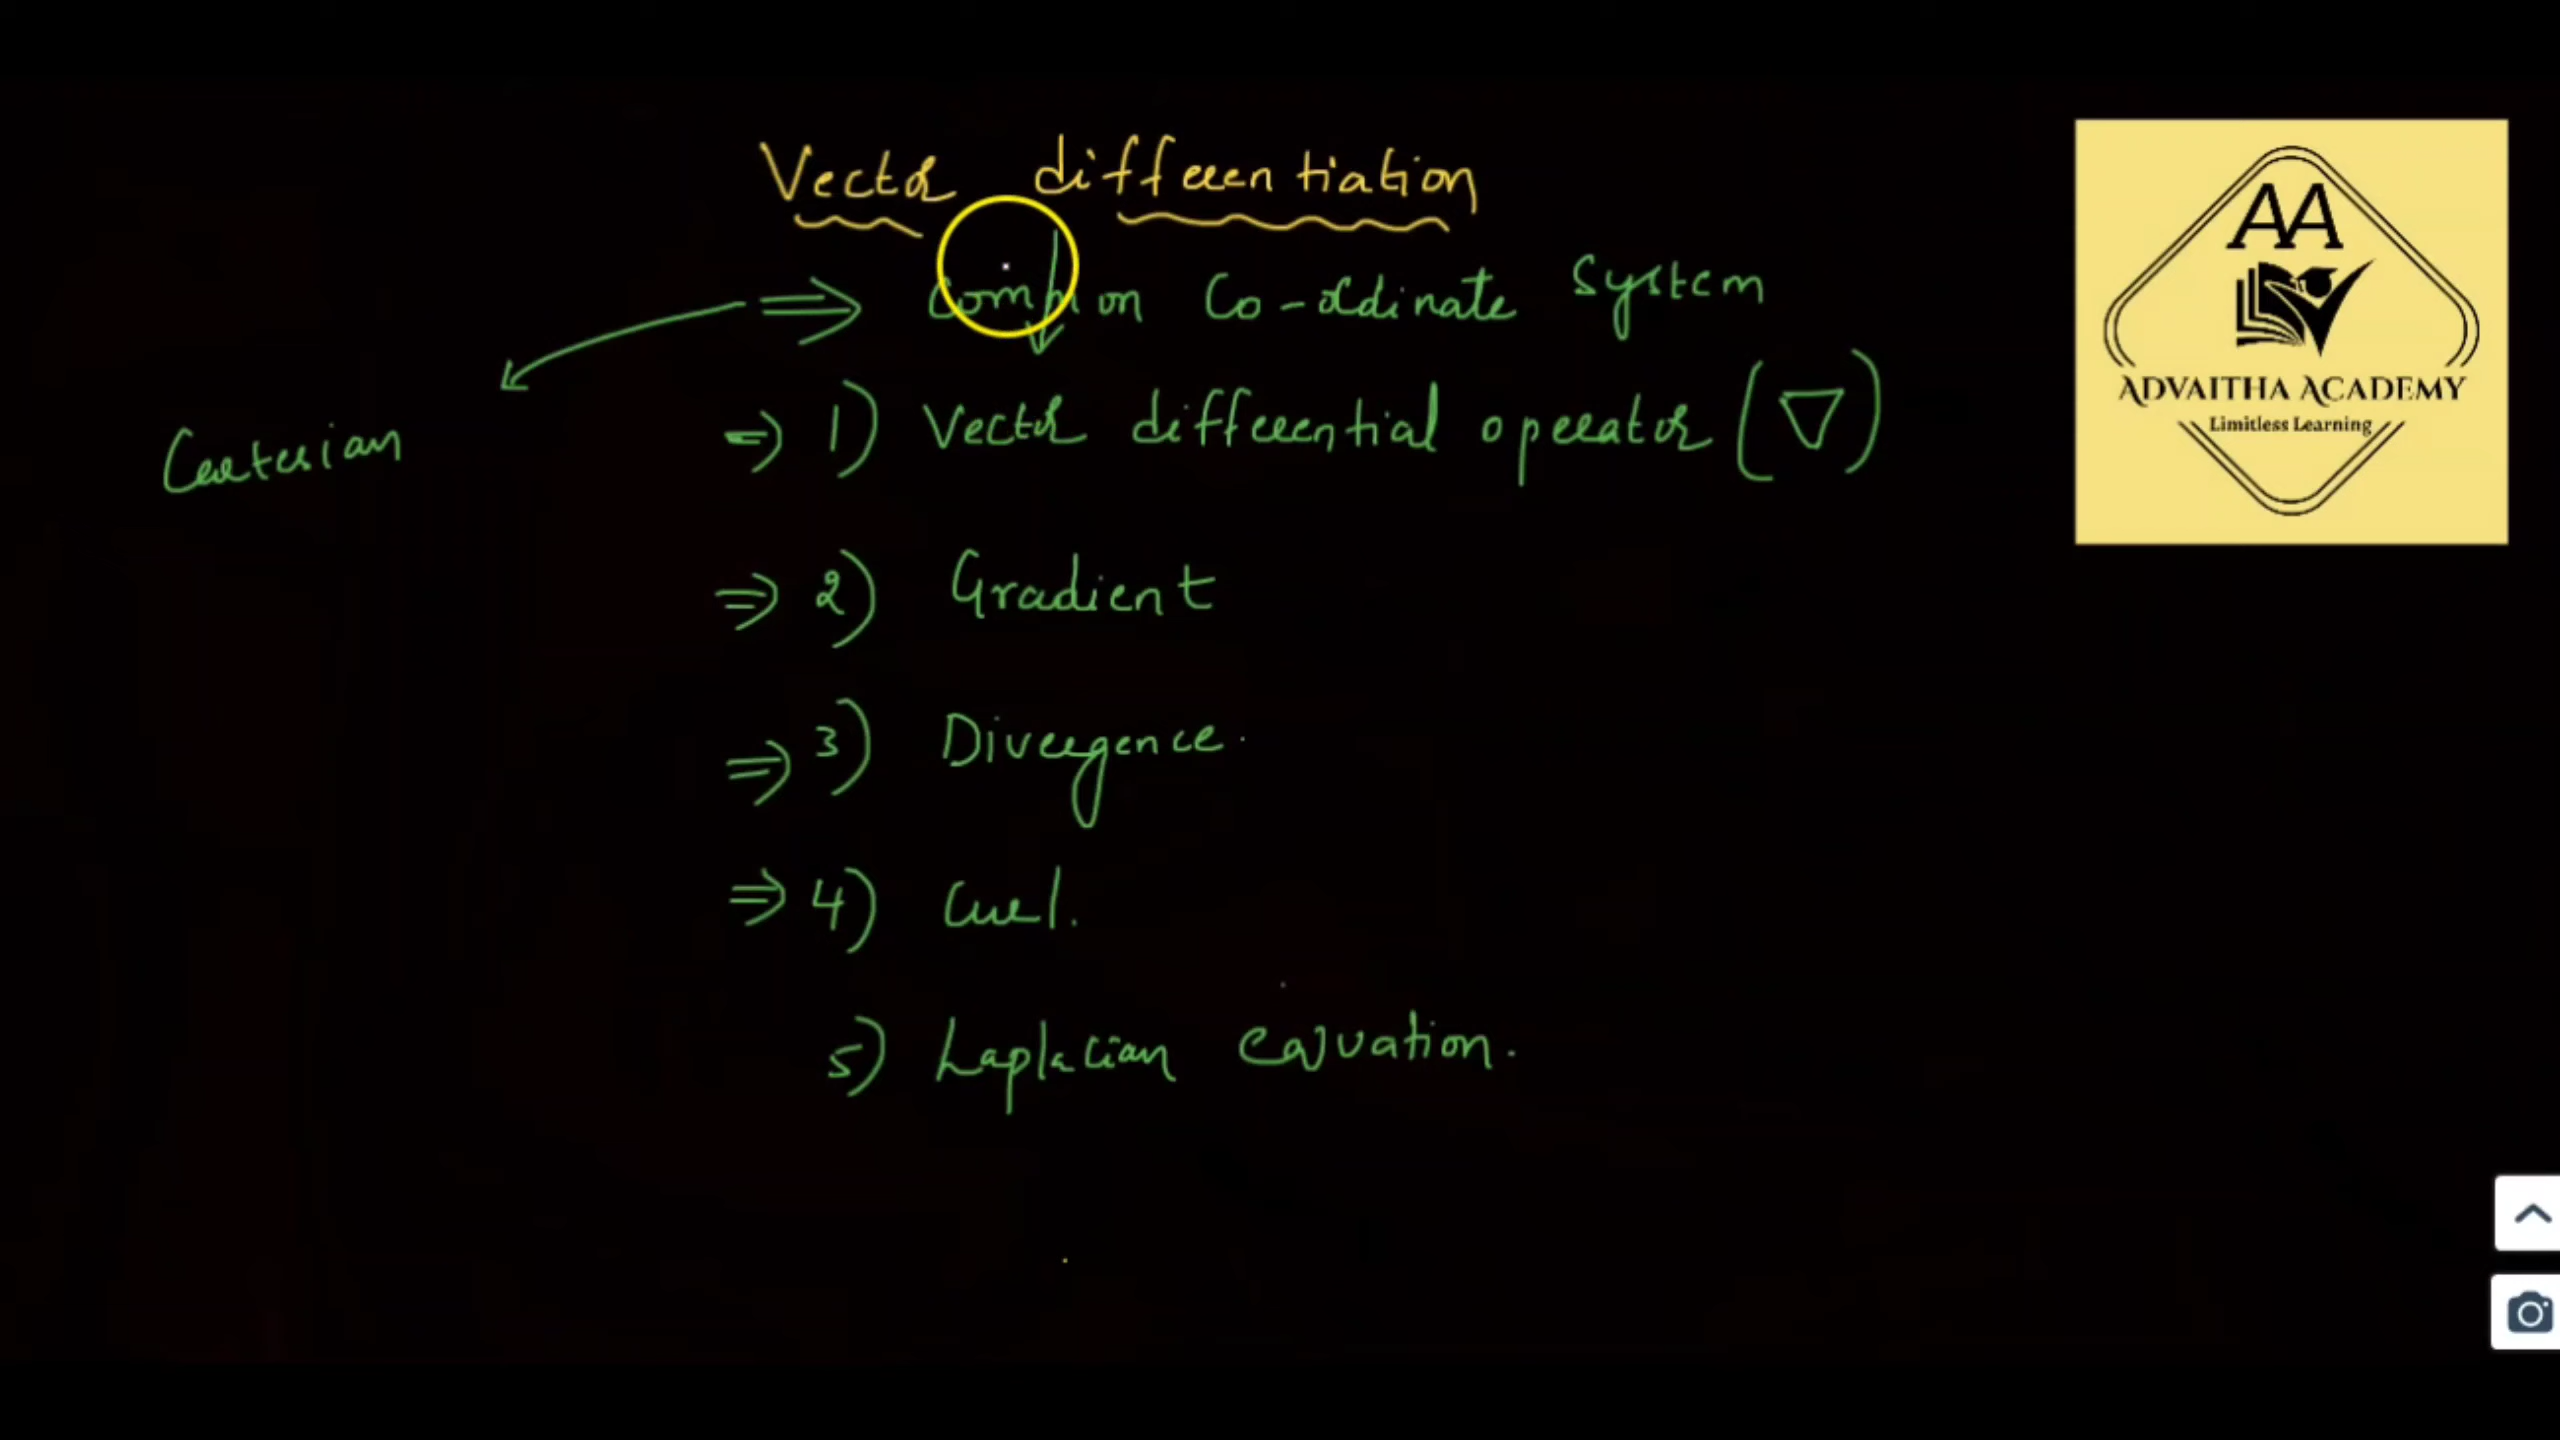 Vector differentiation
⇒ Common Co-ordinate System
Cartesian
⇒ 1) Vector differential operator (∇)
⇒ 2) Gradient
⇒ 3) Divergence.
⇒ 4) Curl.
5) Laplacian equation.
AA
ADVAITHA ACADEMY
Limitless Learning